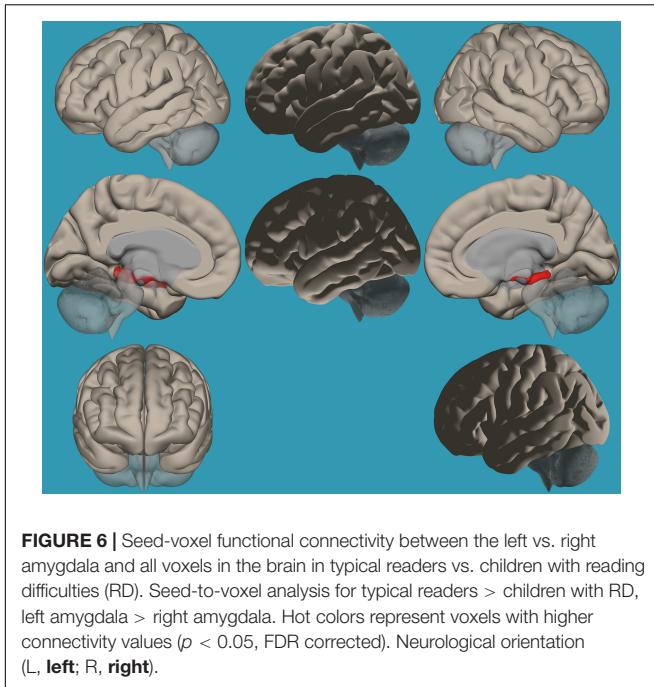 FIGURE 6 | Seed-voxel functional connectivity between the left vs. right
amygdala and all voxels in the brain in typical readers vs. children with reading
difficulties (RD). Seed-to-voxel analysis for typical readers > children with RD,
left amygdala > right amygdala. Hot colors represent voxels with higher
connectivity values (p < 0.05, FDR corrected). Neurological orientation
(L, left; R, right).